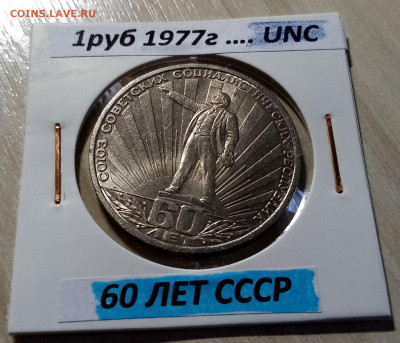 COINS.LAVE.RU
1руб 1977г .... UNC
СОЮЗ СОВЕТСКИХ СОЦИАЛИСТИЧЕСКИХ РЕСПУБЛИК
60
ЛЕТ
60 ЛЕТ СССР